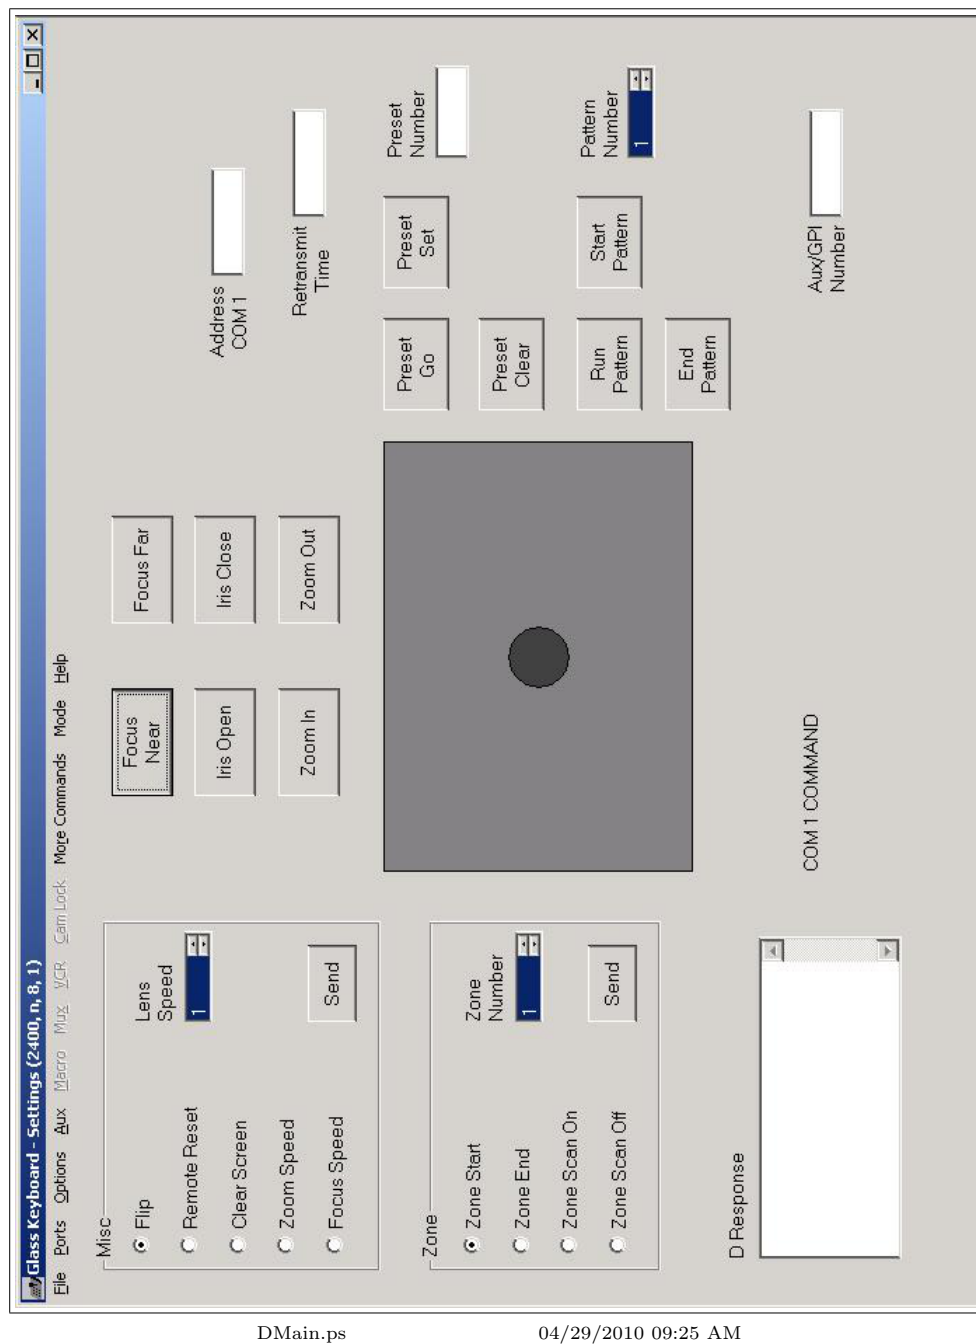 Glass Keyboard - Settings (2400, n, 8, 1)
File Ports Options Aux Macro Mux VCR Cam Lock More Commands Mode Help
Misc
Flip
Remote Reset
Clear Screen
Zoom Speed
Focus Speed
Lens
Speed
1
Send
Focus
Near
Focus Far
Iris Open
Iris Close
Zoom In
Zoom Out
Address
COM 1
Retransmit
Time
Zone
Zone Start
Zone End
Zone Scan On
Zone Scan Off
Zone
Number
1
Send
Preset
Go
Preset
Set
Preset
Number
Preset
Clear
Run
Pattern
Start
Pattern
Pattern
Number
1
End
Pattern
D Response
COM 1 COMMAND
Aux/GPI
Number
DMain.ps 04/29/2010 09:25 AM